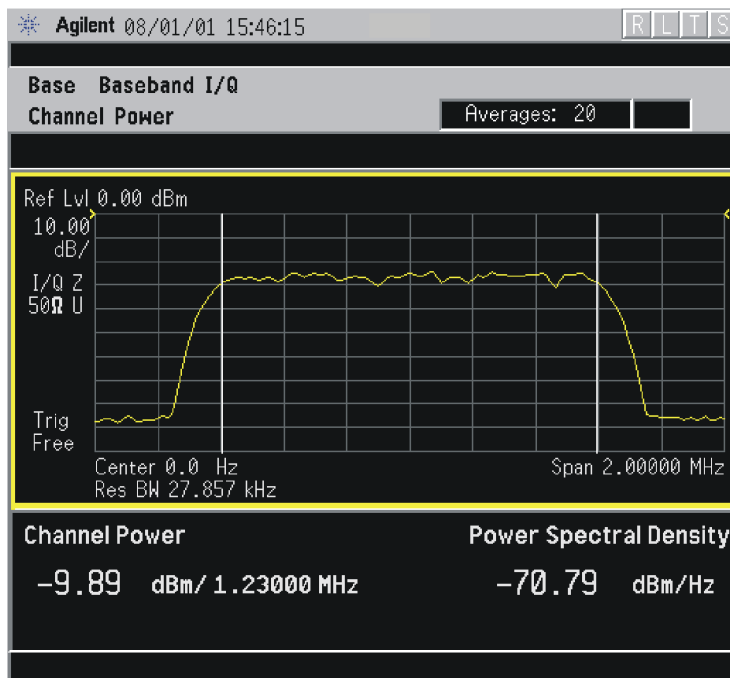 Agilent 08/01/01 15:46:15 R L T S
Base Baseband I/Q
Channel Power
Averages: 20
Ref Lvl 0.00 dBm
10.00
dB/
I/Q Z
50Ω U
Trig
Free
Center 0.0 Hz
Span 2.00000 MHz
Res BW 27.857 kHz
Channel Power
Power Spectral Density
-9.89 dBm/ 1.23000 MHz
-70.79 dBm/Hz